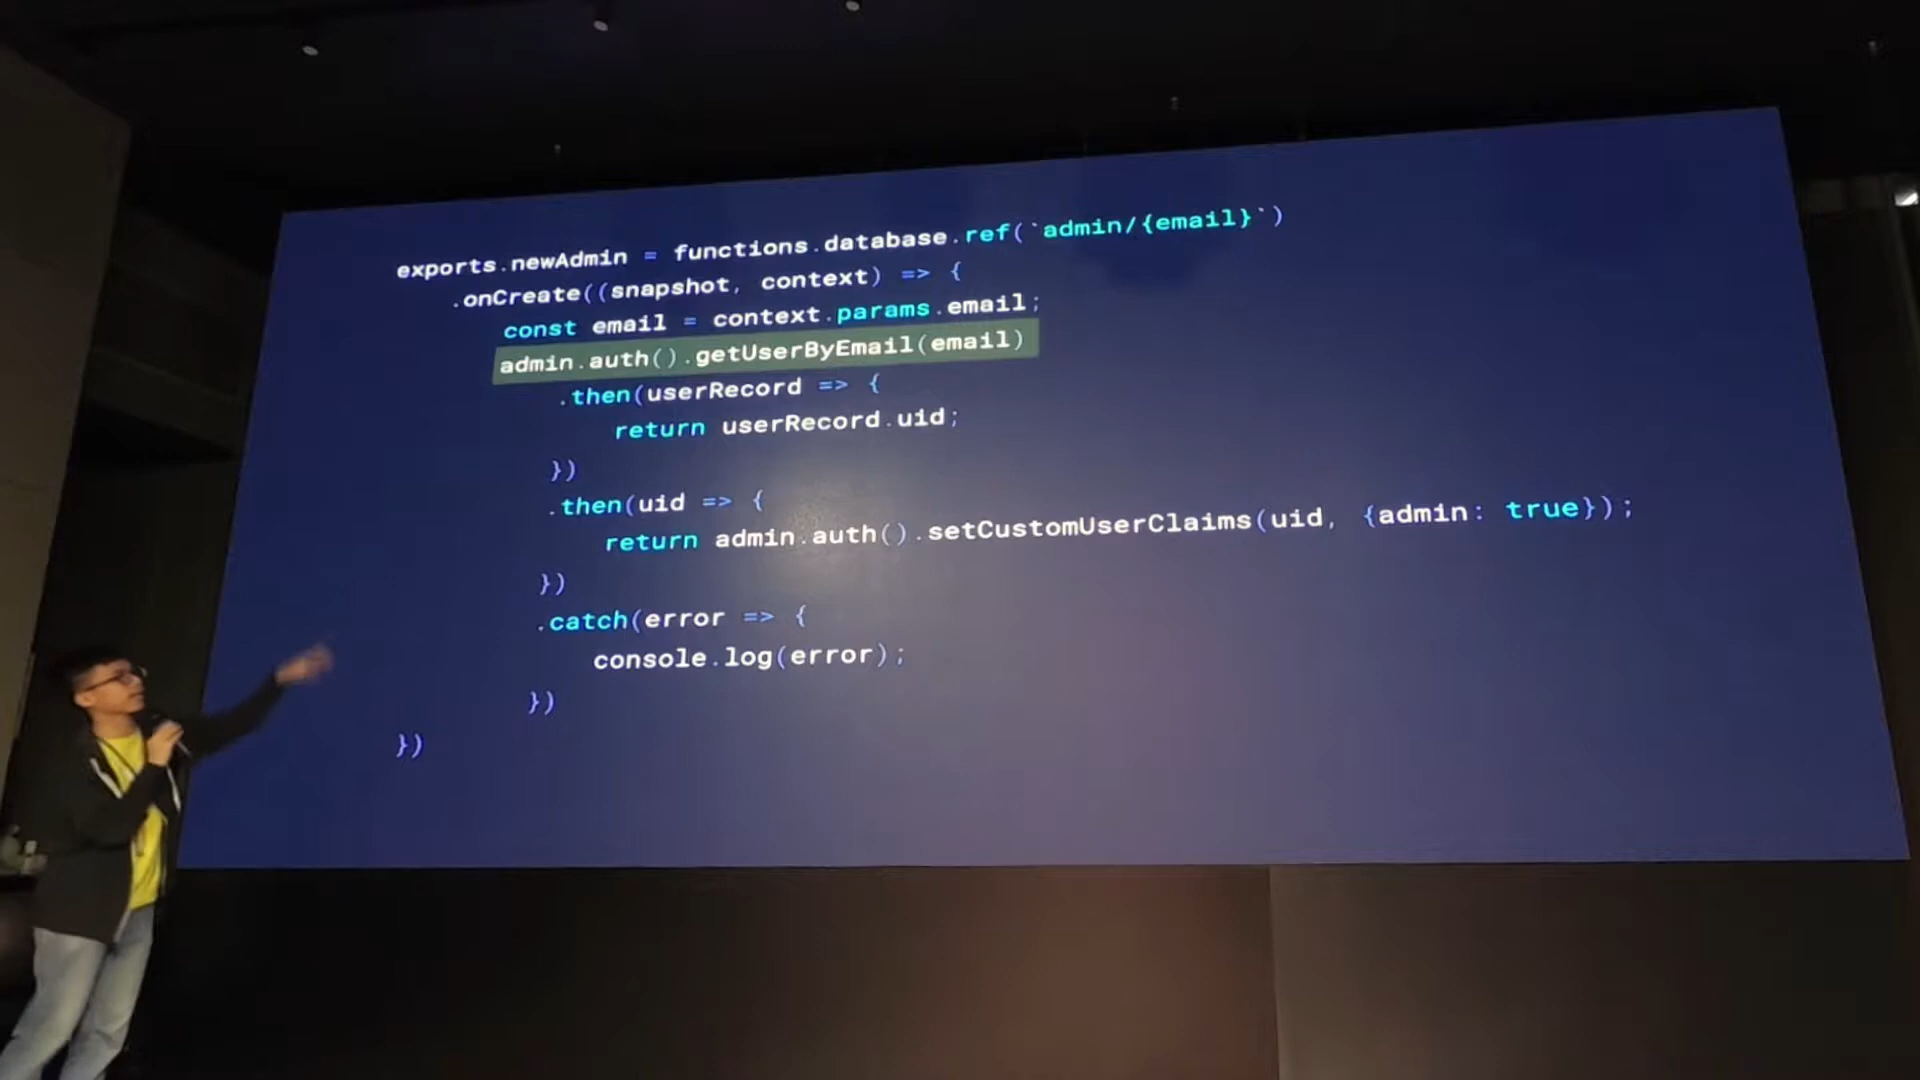 exports.newAdmin = functions.database.ref(`admin/{email}`)
.onCreate((snapshot, context) => {
const email = context.params.email;
admin.auth().getUserByEmail(email)
.then(userRecord => {
return userRecord.uid;
})
.then(uid => {
return admin.auth().setCustomUserClaims(uid, {admin: true});
})
.catch(error => {
console.log(error);
})
})